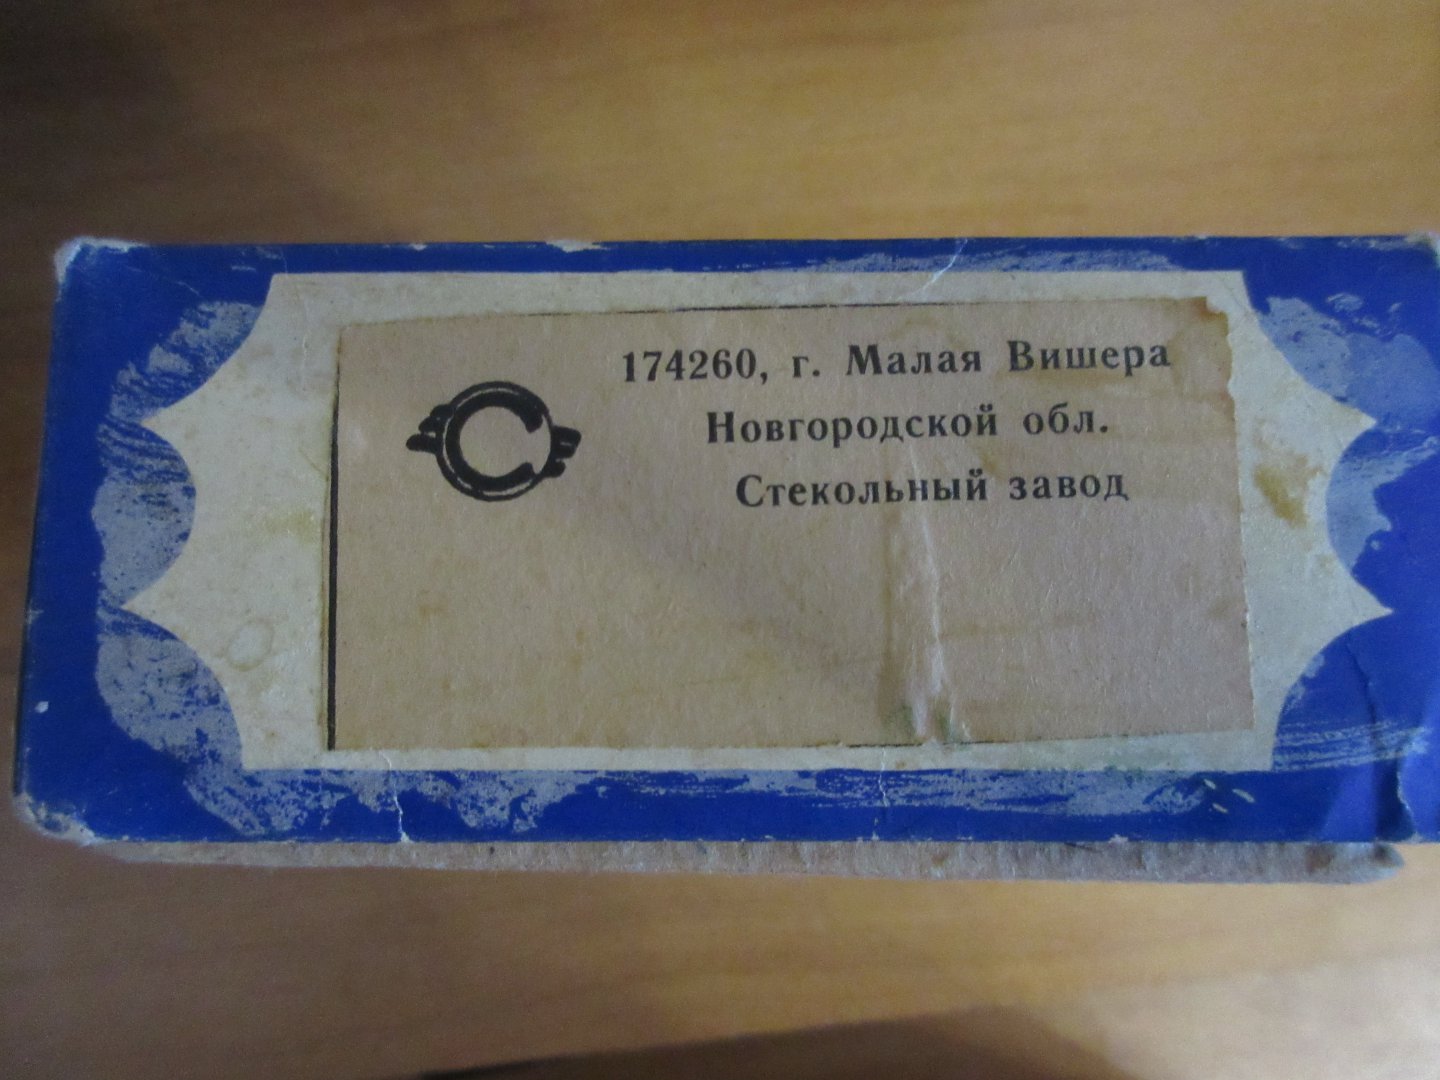 174260, г. Малая Вишера
Новгородской обл.
Стекольный завод